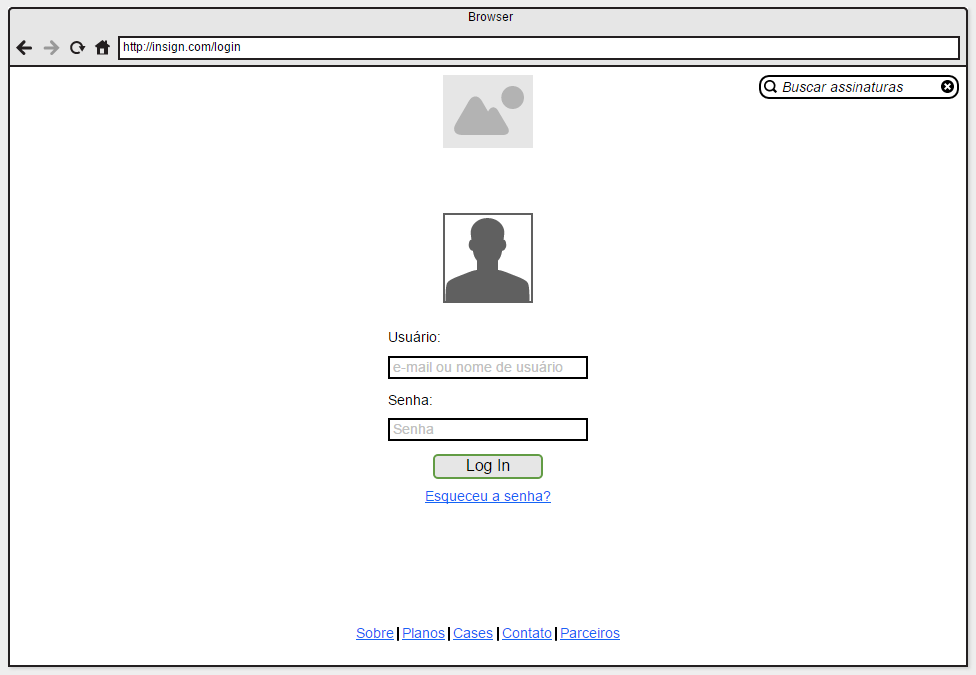 Browser
http://insign.com/login
Buscar assinaturas
Usuário:
e-mail ou nome de usuário
Senha:
Senha
Log In
Esqueceu a senha?
Sobre | Planos | Cases | Contato | Parceiros